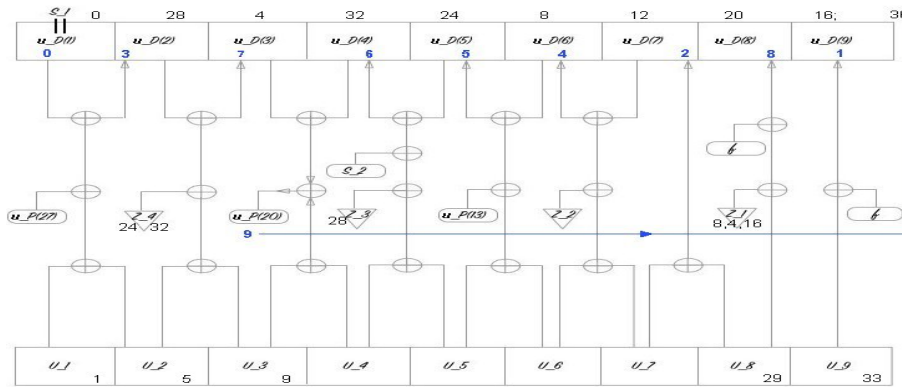 S_1 0 28 4 32 24 8 12 20 16; 36
u_D(1) u_D(2) u_D(3) u_D(4) u_D(5) u_D(6) u_D(7) u_D(8) u_D(9)
0 3 7 6 5 4 2 8 1
f
S_2
u_P(27) Z_4 u_P(20) Z_3 u_P(13) Z_2 Z_1 f
24 32 28 8,4,16
9
U_1 U_2 U_3 U_4 U_5 U_6 U_7 U_8 U_9
1 5 9 29 33